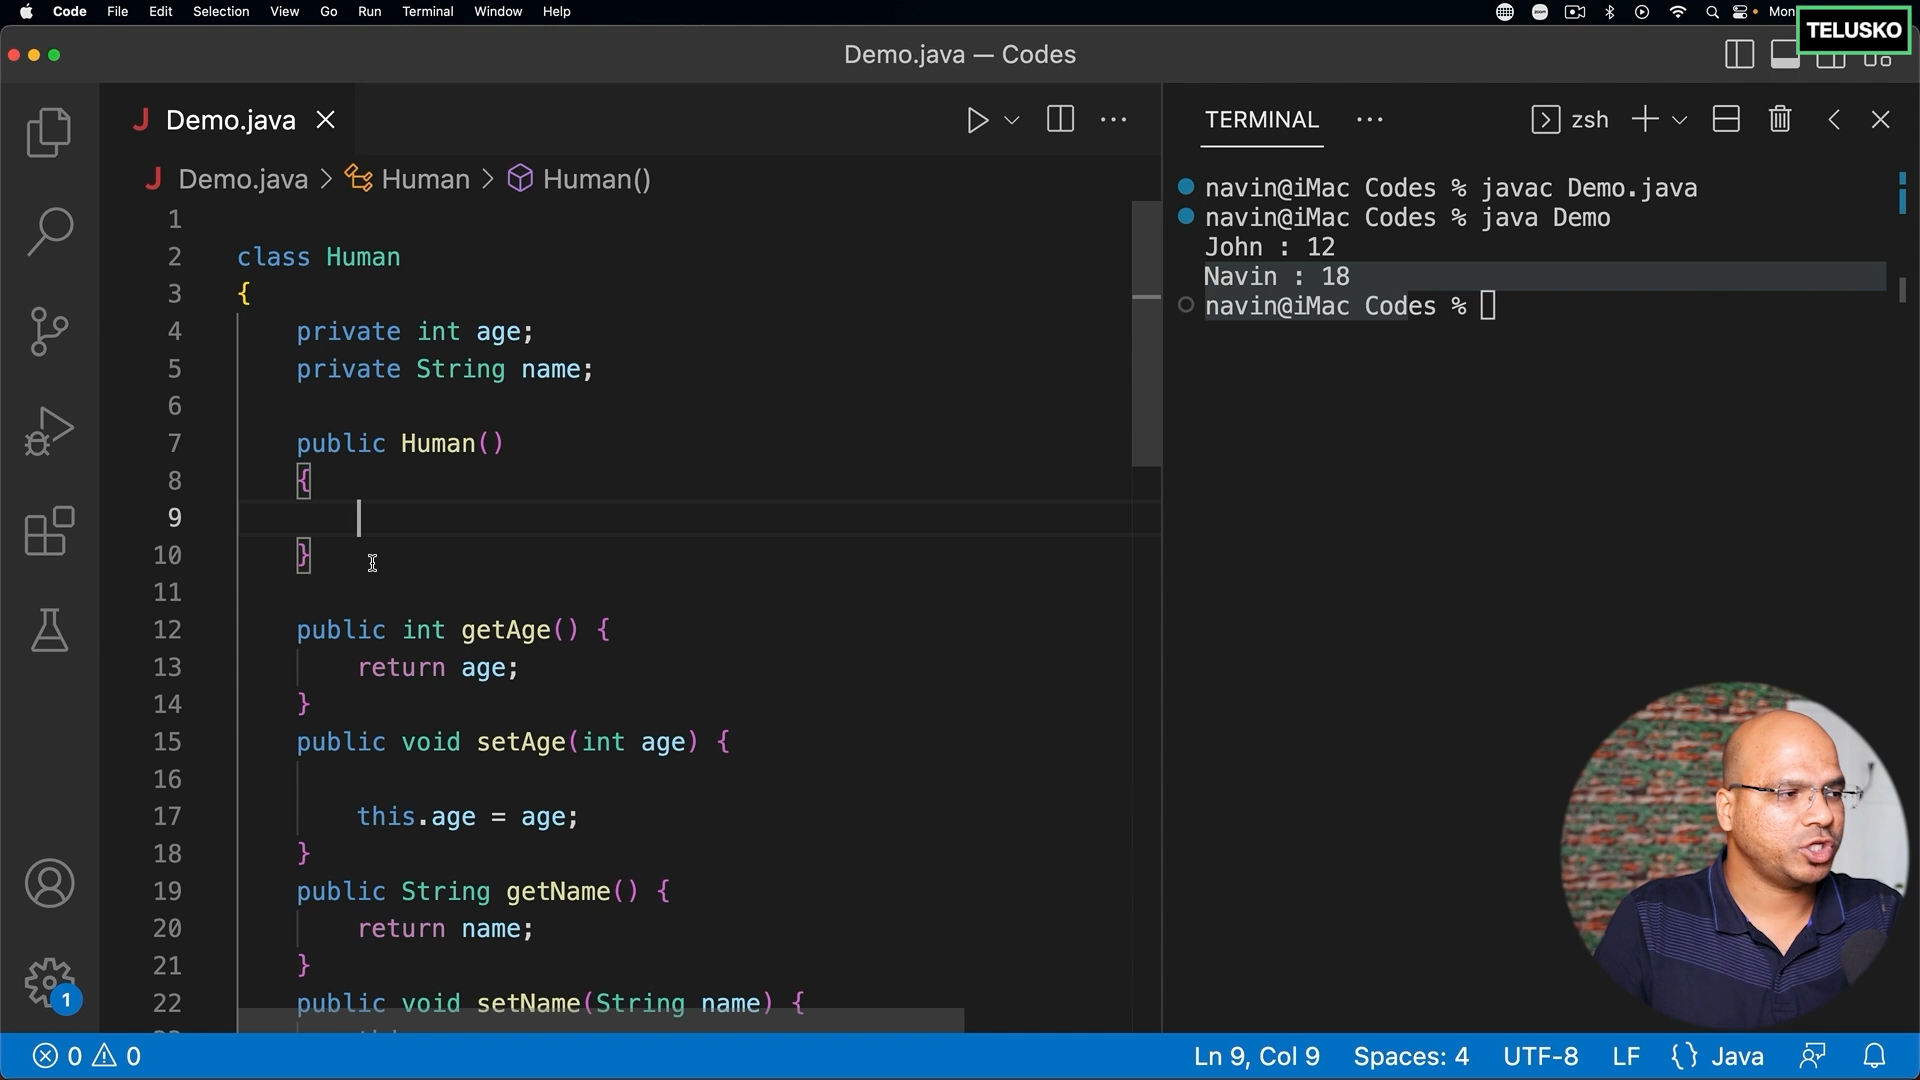 Code File Edit Selection View Go Run Terminal Window Help Mon
TELUSKO
Demo.java — Codes
Demo.java
TERMINAL
zsh
Demo.java > Human > Human()
1
2 class Human
3 {
4 private int age;
5 private String name;
6
7 public Human()
8 {
9
10 }
11
12 public int getAge() {
13 return age;
14 }
15 public void setAge(int age) {
16
17 this.age = age;
18 }
19 public String getName() {
20 return name;
21 }
22 public void setName(String name) {
navin@iMac Codes % javac Demo.java
navin@iMac Codes % java Demo
John : 12
Navin : 18
navin@iMac Codes %
1
0 0 Ln 9, Col 9 Spaces: 4 UTF-8 LF {} Java